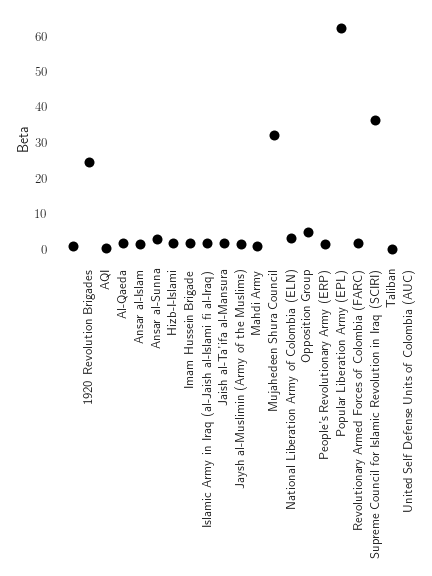 60
50
40
30
20
10
0
Beta
1920 Revolution Brigades
AQI
Al-Qaeda
Ansar al-Islam
Ansar al-Sunna
Hizb-I-Islami
Imam Hussein Brigade
Islamic Army in Iraq (al-Jaish al-Islami fi al-Iraq)
Jaish al-Ta'ifa al-Mansura
Jaysh al-Muslimin (Army of the Muslims)
Mahdi Army
Mujahedeen Shura Council
National Liberation Army of Colombia (ELN)
Opposition Group
People's Revolutionary Army (ERP)
Popular Liberation Army (EPL)
Revolutionary Armed Forces of Colombia (FARC)
Supreme Council for Islamic Revolution in Iraq (SCIRI)
Taliban
United Self Defense Units of Colombia (AUC)